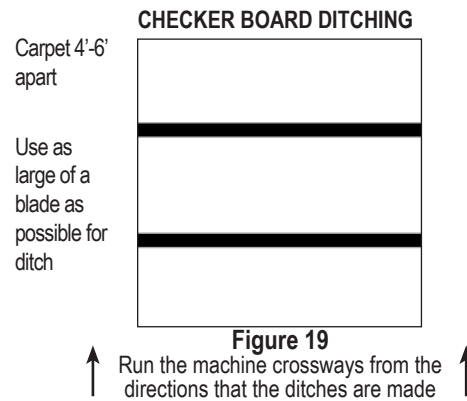 CHECKER BOARD DITCHING
Carpet 4'-6'
apart
Use as
large of a
blade as
possible for
ditch
Figure 19
Run the machine crossways from the
directions that the ditches are made